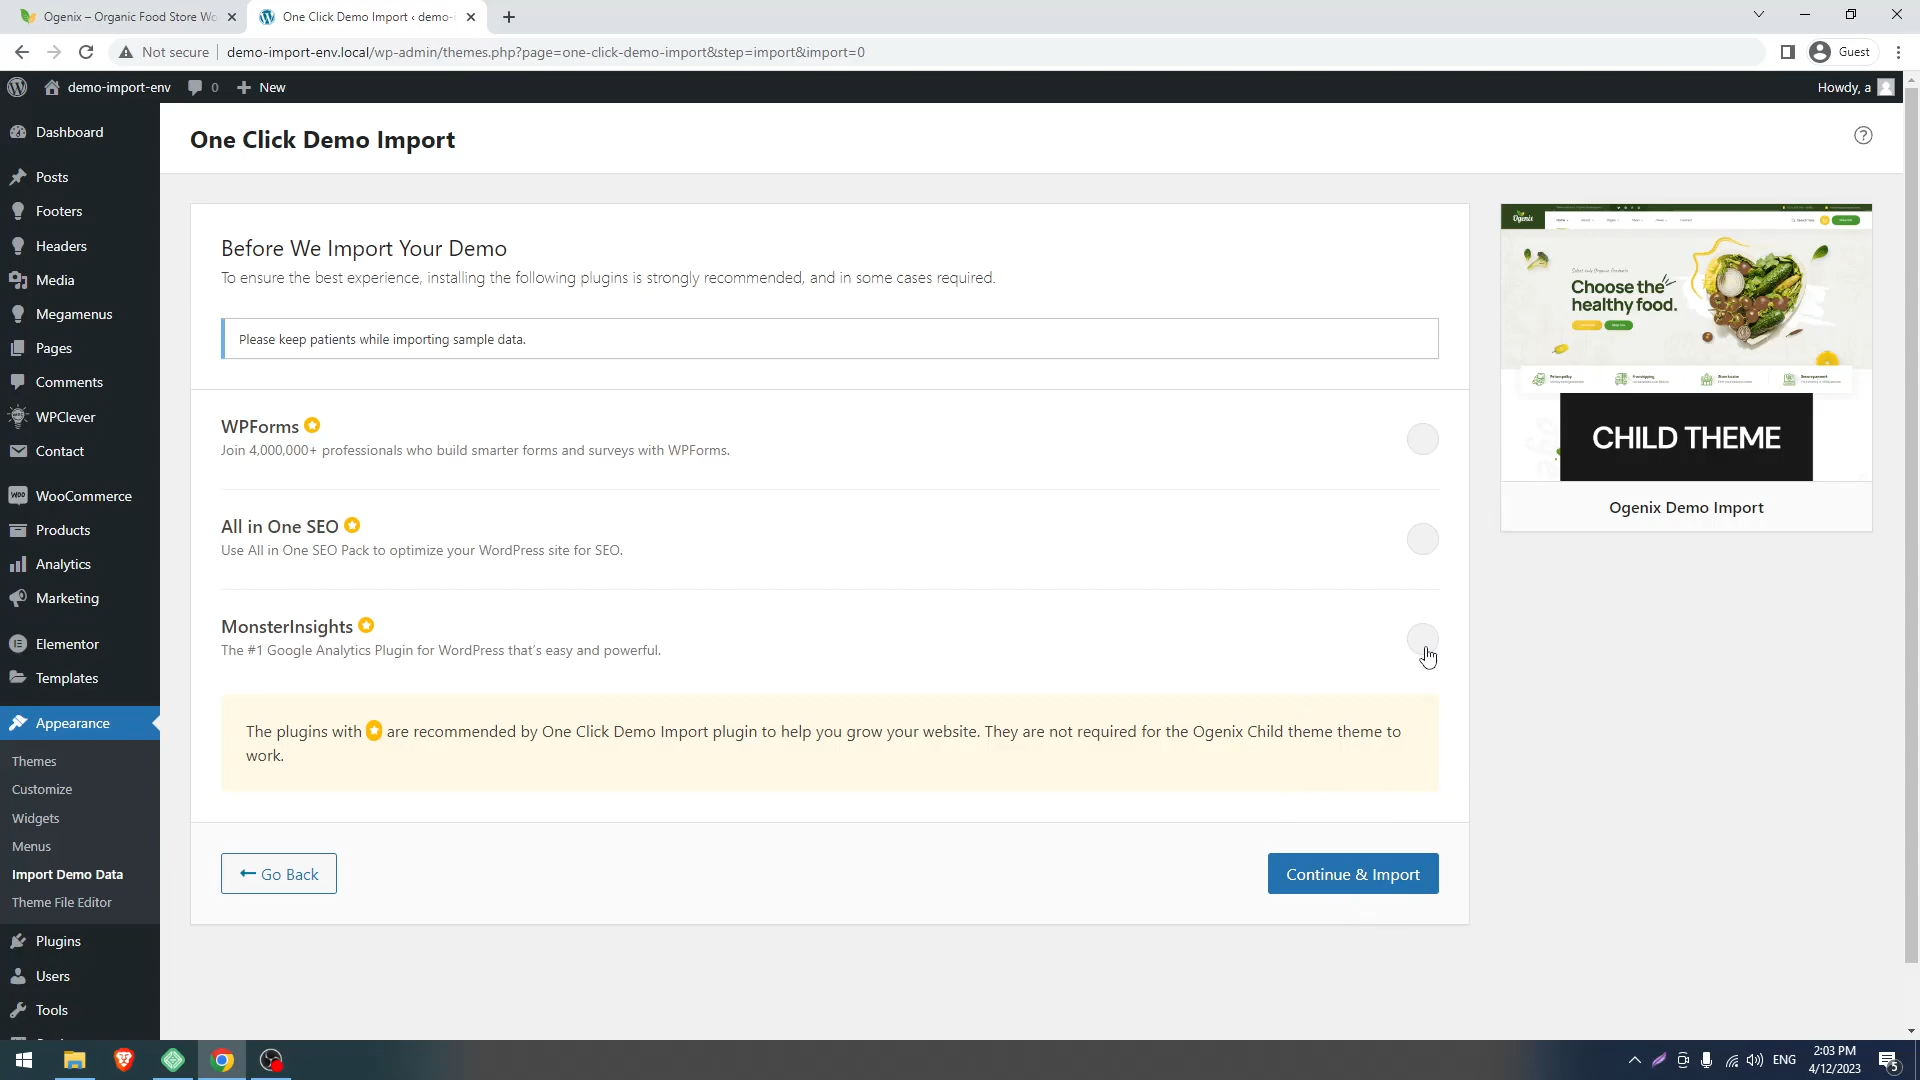 Ogenix – Organic Food Store Wo
One Click Demo Import ‹ demo-i
Not secure
demo-import-env.local/wp-admin/themes.php?page=one-click-demo-import&step=import&import=0
Guest
demo-import-env
0
New
Howdy, a
Dashboard
Posts
Footers
Headers
Media
Megamenus
Pages
Comments
WPClever
Contact
WooCommerce
Products
Analytics
Marketing
Elementor
Templates
Appearance
Themes
Customize
Widgets
Menus
Import Demo Data
Theme File Editor
Plugins
Users
Tools
One Click Demo Import
Before We Import Your Demo
To ensure the best experience, installing the following plugins is strongly recommended, and in some cases required.
Please keep patients while importing sample data.
WPForms
Join 4,000,000+ professionals who build smarter forms and surveys with WPForms.
All in One SEO
Use All in One SEO Pack to optimize your WordPress site for SEO.
MonsterInsights
The #1 Google Analytics Plugin for WordPress that's easy and powerful.
The plugins with are recommended by One Click Demo Import plugin to help you grow your website. They are not required for the Ogenix Child theme theme to
work.
Go Back
Continue & Import
Ogenix
Choose the
healthy food.
CHILD THEME
Ogenix Demo Import
ENG
2:03 PM
4/12/2023
5